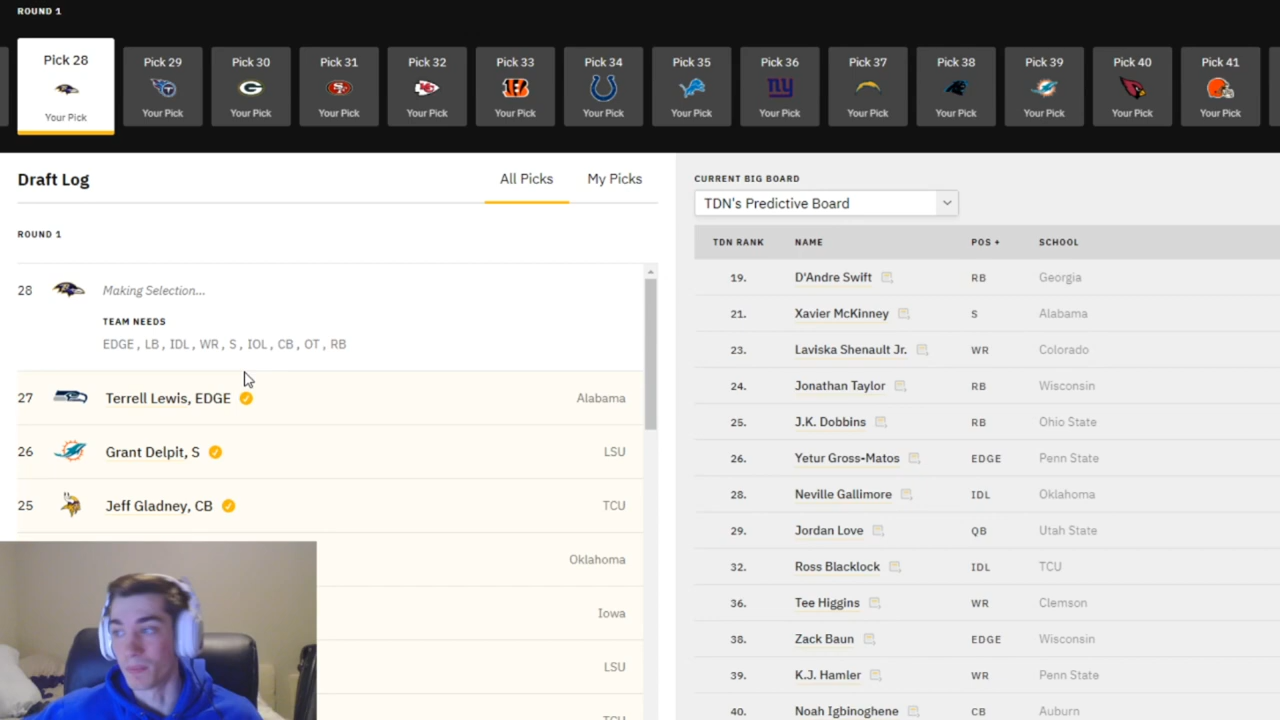 ROUND 1
Pick 28
Your Pick
Pick 29
Your Pick
Pick 30
Your Pick
Pick 31
Your Pick
Pick 32
Your Pick
Pick 33
Your Pick
Pick 34
Your Pick
Pick 35
Your Pick
Pick 36
ny
Your Pick
Pick 37
Your Pick
Pick 38
Your Pick
Pick 39
Your Pick
Pick 40
Your Pick
Pick 41
Your Pick
Draft Log
All Picks
My Picks
ROUND 1
28 Making Selection...
TEAM NEEDS
EDGE , LB , IDL , WR , S , IOL , CB , OT , RB
27 Terrell Lewis, EDGE Alabama
26 Grant Delpit, S LSU
25 Jeff Gladney, CB TCU
Oklahoma
Iowa
LSU
TCU
CURRENT BIG BOARD
TDN's Predictive Board
TDN RANK NAME POS + SCHOOL
19. D'Andre Swift RB Georgia
21. Xavier McKinney S Alabama
23. Laviska Shenault Jr. WR Colorado
24. Jonathan Taylor RB Wisconsin
25. J.K. Dobbins RB Ohio State
26. Yetur Gross-Matos EDGE Penn State
28. Neville Gallimore IDL Oklahoma
29. Jordan Love QB Utah State
32. Ross Blacklock IDL TCU
36. Tee Higgins WR Clemson
38. Zack Baun EDGE Wisconsin
39. K.J. Hamler WR Penn State
40. Noah Igbinoghene CB Auburn